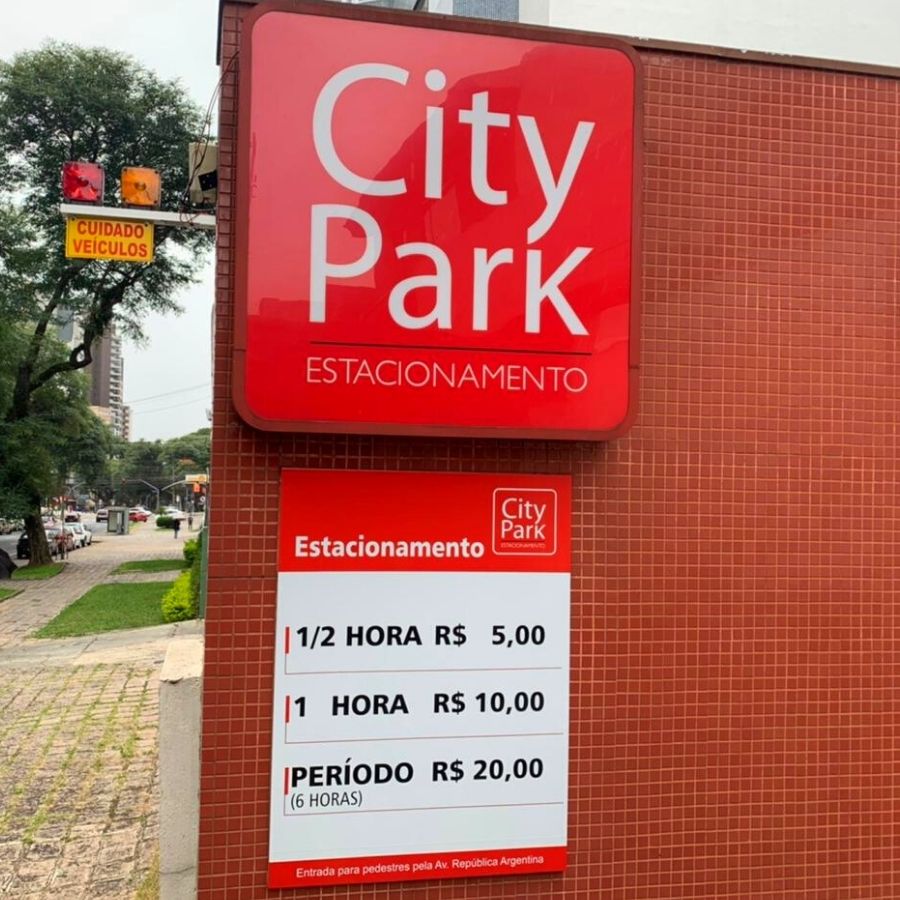 City
Park
ESTACIONAMENTO
CUIDADO
VEÍCULOS
City
Park
ESTACIONAMENTO
Estacionamento
1/2 HORA R$ 5,00
1 HORA R$ 10,00
PERÍODO R$ 20,00
(6 HORAS)
Entrada para pedestres pela Av. República Argentina